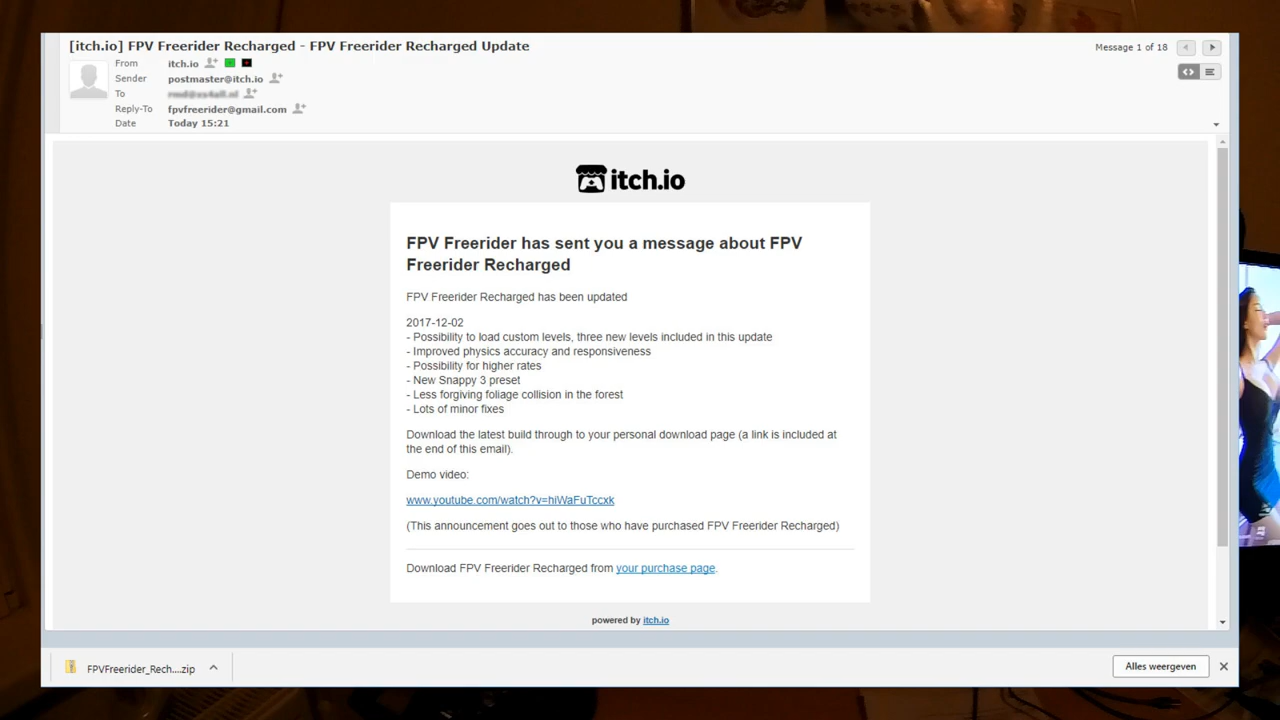 [itch.io] FPV Freerider Recharged - FPV Freerider Recharged Update
Message 1 of 18
From itch.io
Sender postmaster@itch.io
To
Reply-To fpvfreerider@gmail.com
Date Today 15:21
itch.io
FPV Freerider has sent you a message about FPV
Freerider Recharged
FPV Freerider Recharged has been updated
2017-12-02
- Possibility to load custom levels, three new levels included in this update
- Improved physics accuracy and responsiveness
- Possibility for higher rates
- New Snappy 3 preset
- Less forgiving foliage collision in the forest
- Lots of minor fixes
Download the latest build through to your personal download page (a link is included at
the end of this email).
Demo video:
www.youtube.com/watch?v=hiWaFuTccxk
(This announcement goes out to those who have purchased FPV Freerider Recharged)
Download FPV Freerider Recharged from your purchase page.
powered by itch.io
FPVFreerider_Rech....zip
Alles weergeven